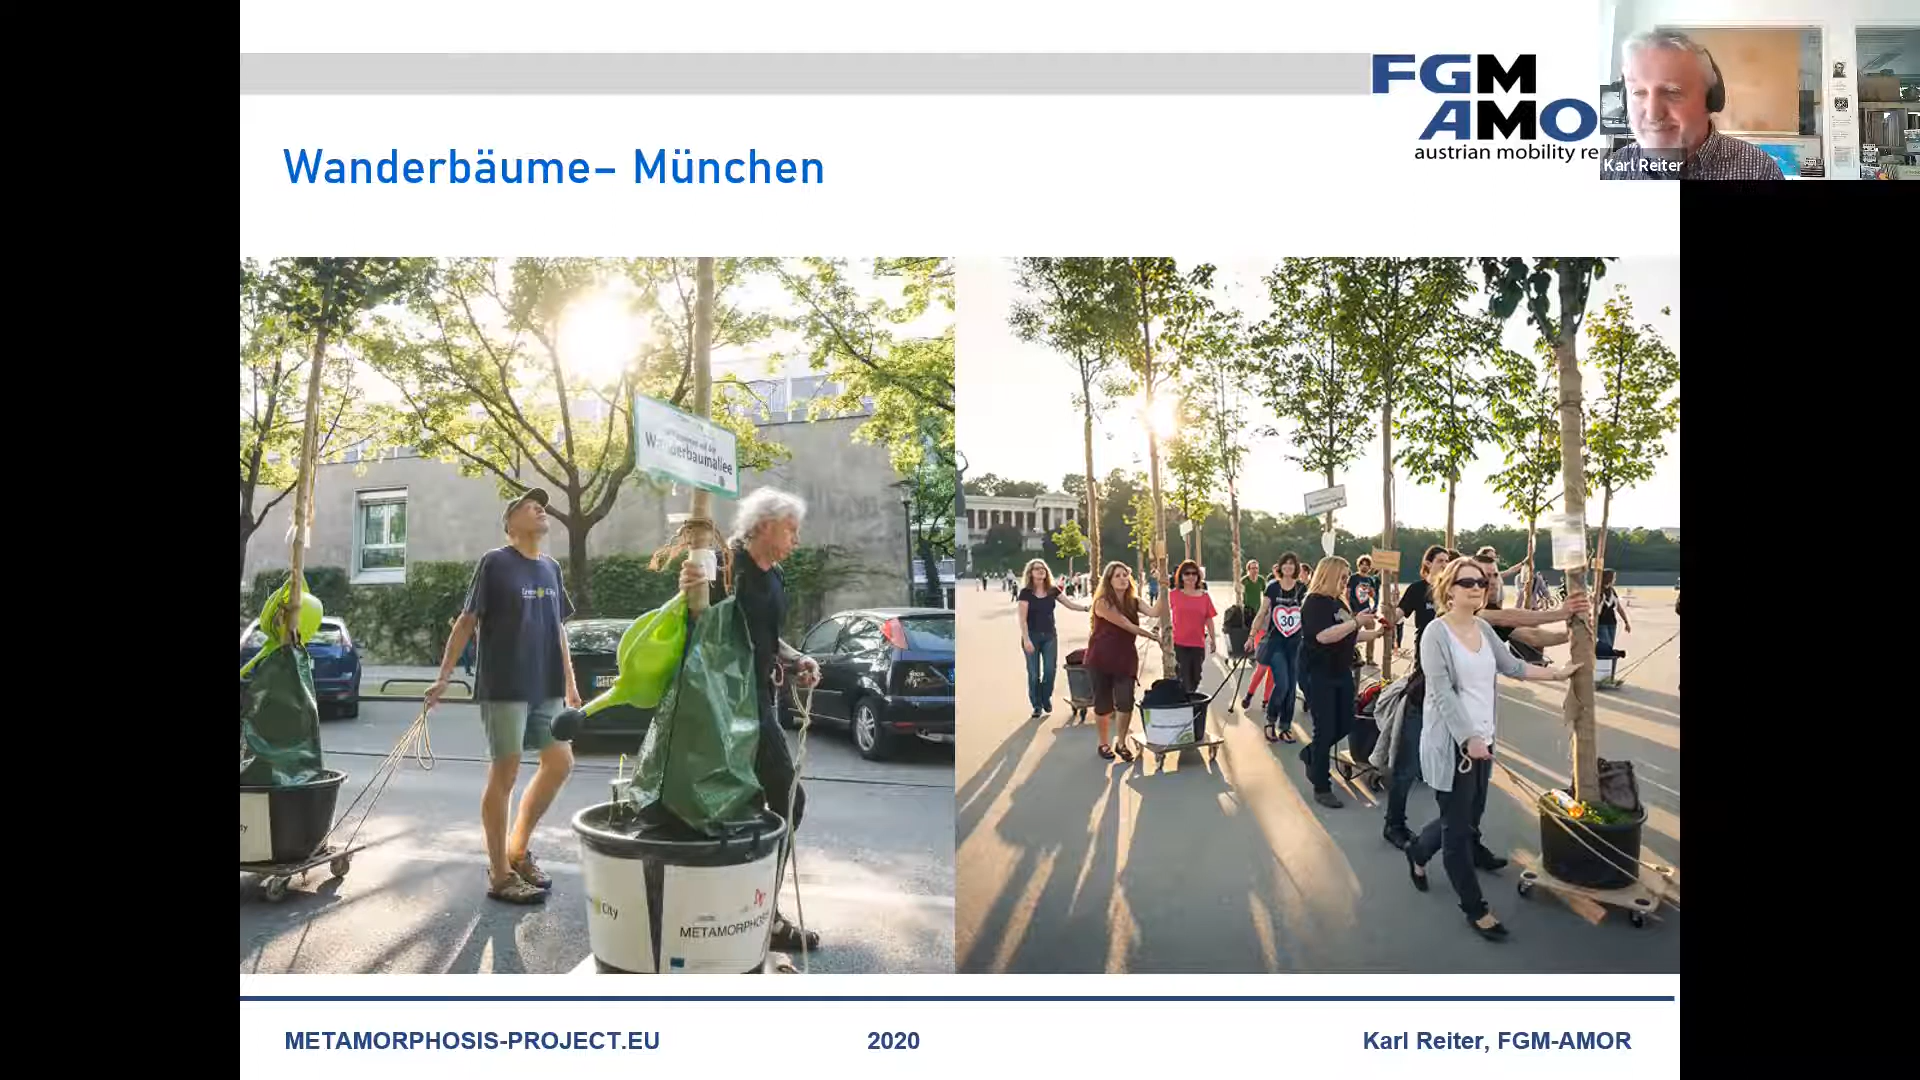 FGM
AMO
austrian mobility re
Karl Reiter
Wanderbäume– München
Wanderbaumallee
30
City
METAMORPHOS
METAMORPHOSIS-PROJECT.EU
2020
Karl Reiter, FGM-AMOR